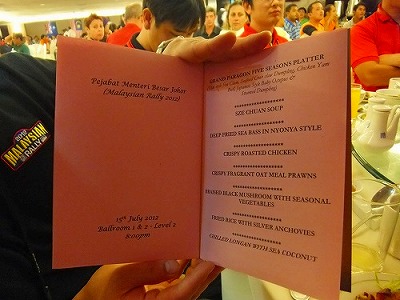 Pejabat Menteri Besar Johor
(Malaysian Rally 2012)
15th July 2012
Ballroom 1 & 2 - Level 2
8:00pm
GRAND PARAGON FIVE SEASONS PLATTER
Steamed Dumpling)
********************
SZE CHUAN SOUP
********************
DEEP FRIED SEA BASS IN NYONYA STYLE
********************
CRISPY ROASTED CHICKEN
********************
CRISPY FRAGRANT OAT MEAL PRAWNS
********************
BRAISED BLACK MUSHROOM WITH SEASONAL
VEGETABLES
********************
FRIED RICE WITH SILVER ANCHOVIES
********************
CHILLED LONGAN WITH SEA COCONUT
MALAYSIAN
RALLY